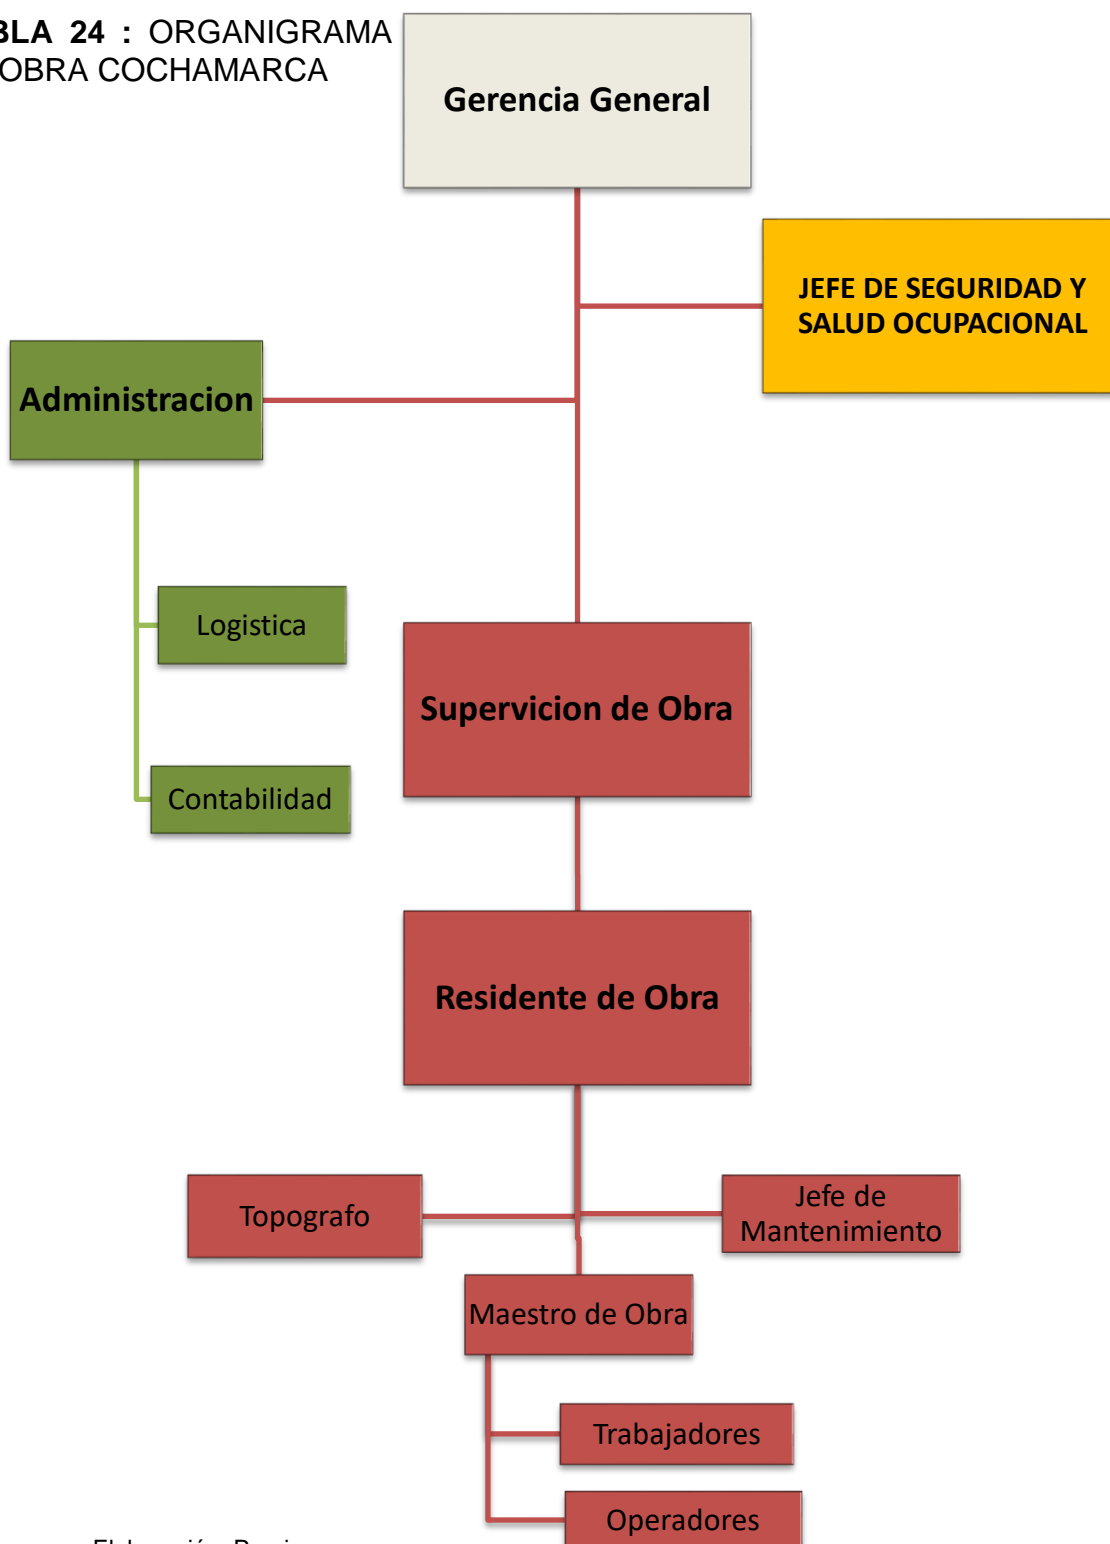 BLA 24 : ORGANIGRAMA
OBRA COCHAMARCA
Gerencia General
JEFE DE SEGURIDAD Y
SALUD OCUPACIONAL
Administracion
Logistica
Supervicion de Obra
Contabilidad
Residente de Obra
Topografo
Jefe de
Mantenimiento
Maestro de Obra
Trabajadores
Operadores